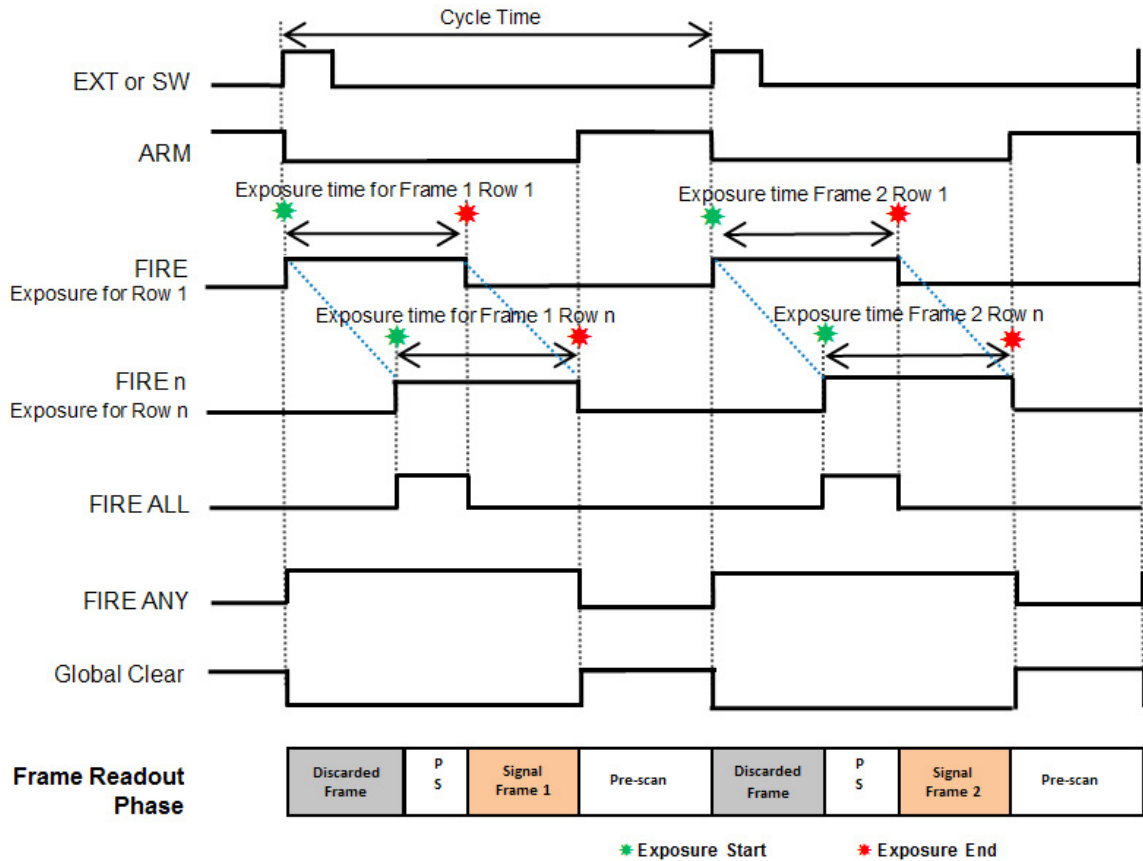 Cycle Time
EXT or SW
ARM
Exposure time for Frame 1 Row 1
Exposure time Frame 2 Row 1
FIRE
Exposure for Row 1
Exposure time for Frame 1 Row n
Exposure time Frame 2 Row n
FIRE n
Exposure for Row n
FIRE ALL
FIRE ANY
Global Clear
Frame Readout
Phase
Discarded
Frame
P
S
Signal
Frame 1
Pre-scan
Discarded
Frame
P
S
Signal
Frame 2
Pre-scan
Exposure Start
Exposure End